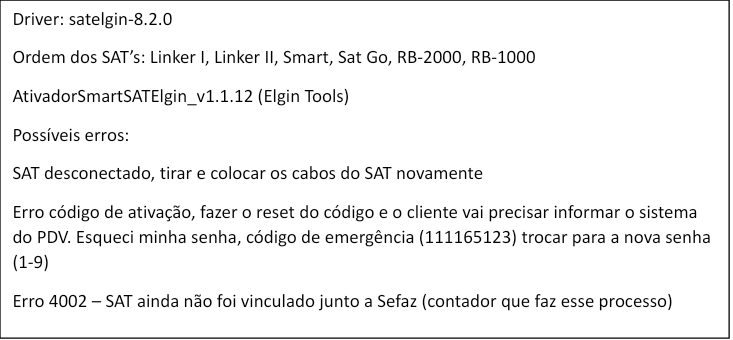 Driver: satelgin-8.2.0
Ordem dos SAT’s: Linker I, Linker II, Smart, Sat Go, RB-2000, RB-1000
AtivadorSmartSATElgin_v1.1.12 (Elgin Tools)
Possíveis erros:
SAT desconectado, tirar e colocar os cabos do SAT novamente
Erro código de ativação, fazer o reset do código e o cliente vai precisar informar o sistema
do PDV. Esqueci minha senha, código de emergência (111165123) trocar para a nova senha
(1-9)
Erro 4002 – SAT ainda não foi vinculado junto a Sefaz (contador que faz esse processo)